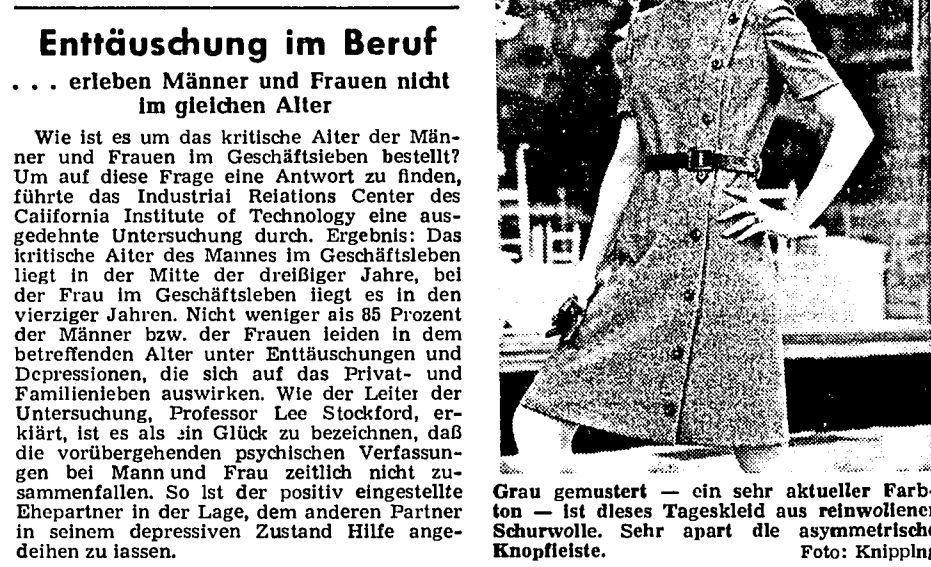 Enttäuschung im Beruf
. . . erleben Männer und Frauen nicht
im gleichen Alter
Wie ist es um das kritische Alter der Män-
ner und Frauen im Geschäftsleben bestellt?
Um auf diese Frage eine Antwort zu finden,
führte das Industrial Relations Center des
California Institute of Technology eine aus-
gedehnte Untersuchung durch. Ergebnis: Das
kritische Alter des Mannes im Geschäftsleben
liegt in der Mitte der dreißiger Jahre, bei
der Frau im Geschäftsleben liegt es in den
vierziger Jahren. Nicht weniger als 85 Prozent
der Männer bzw. der Frauen leiden in dem
betreffenden Alter unter Enttäuschungen und
Depressionen, die sich auf das Privat- und
Familienleben auswirken. Wie der Leiter der
Untersuchung, Professor Lee Stockford, er-
klärt, ist es als ein Glück zu bezeichnen, daß
die vorübergehenden psychischen Verfassun-
gen bei Mann und Frau zeitlich nicht zu-
sammenfallen. So ist der positiv eingestellte
Ehepartner in der Lage, dem anderen Partner
in seinem depressiven Zustand Hilfe ange-
deihen zu lassen.
Grau gemustert — ein sehr aktueller Farb-
ton — ist dieses Tageskleid aus reinwollener
Schurwolle. Sehr apart die asymmetrische
Knopfleiste. Foto: Knipping